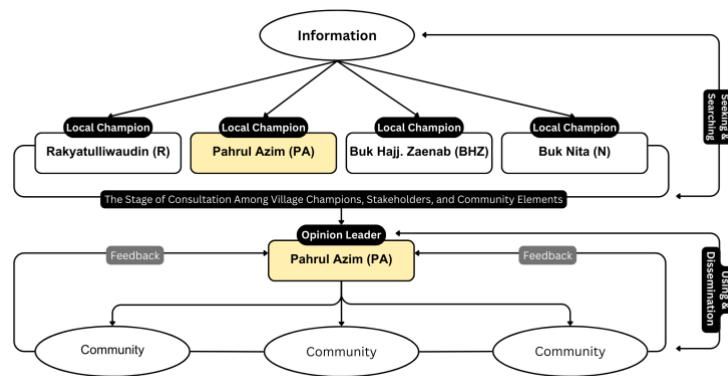 Information
Seeking &
Searching
Local Champion
Rakyatulliwaudin (R)
Local Champion
Pahrul Azim (PA)
Local Champion
Buk Hajj. Zaenab (BHZ)
Local Champion
Buk Nita (N)
The Stage of Consultation Among Village Champions, Stakeholders, and Community Elements
Opinion Leader
Pahrul Azim (PA)
Feedback
Feedback
Using &
Dissemination
Community
Community
Community